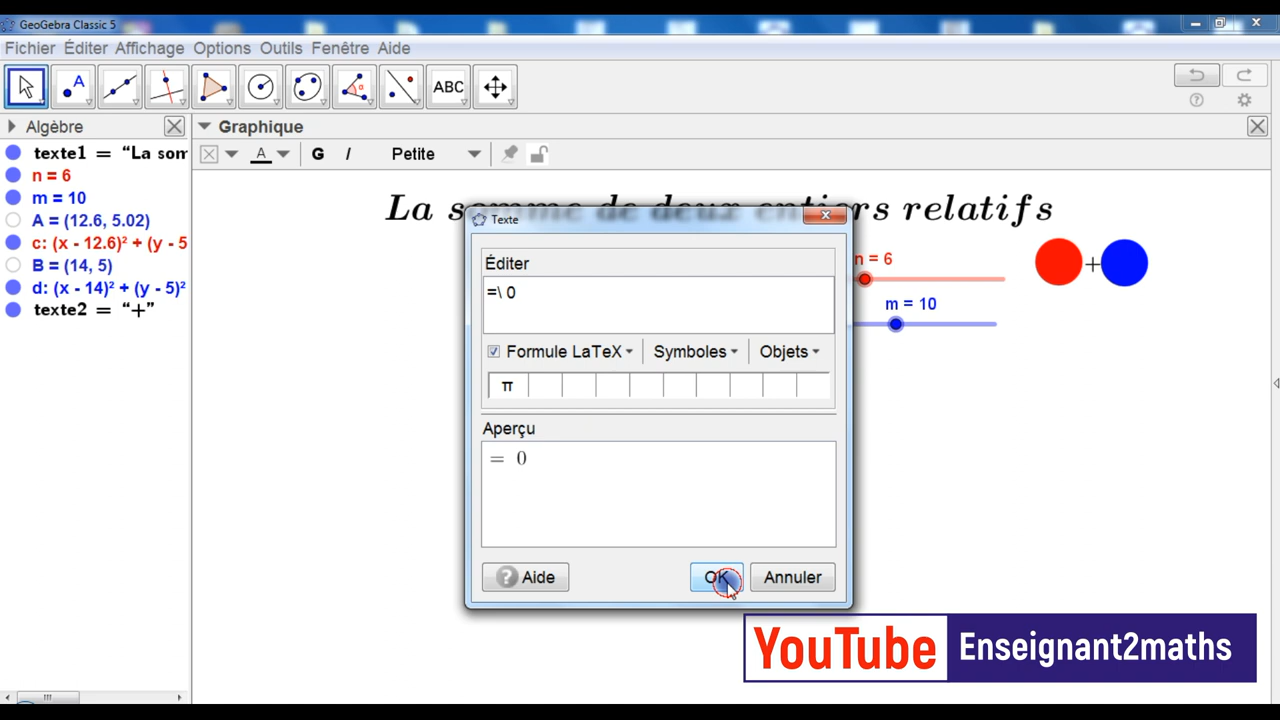 GeoGebra Classic 5
Fichier Éditer Affichage Options Outils Fenêtre Aide
A
α
ABC
Algèbre
Graphique
A
G
I
Petite
texte1 = “La som
n = 6
m = 10
A = (12.6, 5.02)
c: (x - 12.6)² + (y - 5
B = (14, 5)
d: (x - 14)² + (y - 5)²
texte2 = “+”
La somme de deux entiers relatifs
n = 6
+
m = 10
Texte
Éditer
=\ 0
Formule LaTeX
Symboles
Objets
π
Aperçu
= 0
? Aide
OK
Annuler
YouTube Enseignant2maths